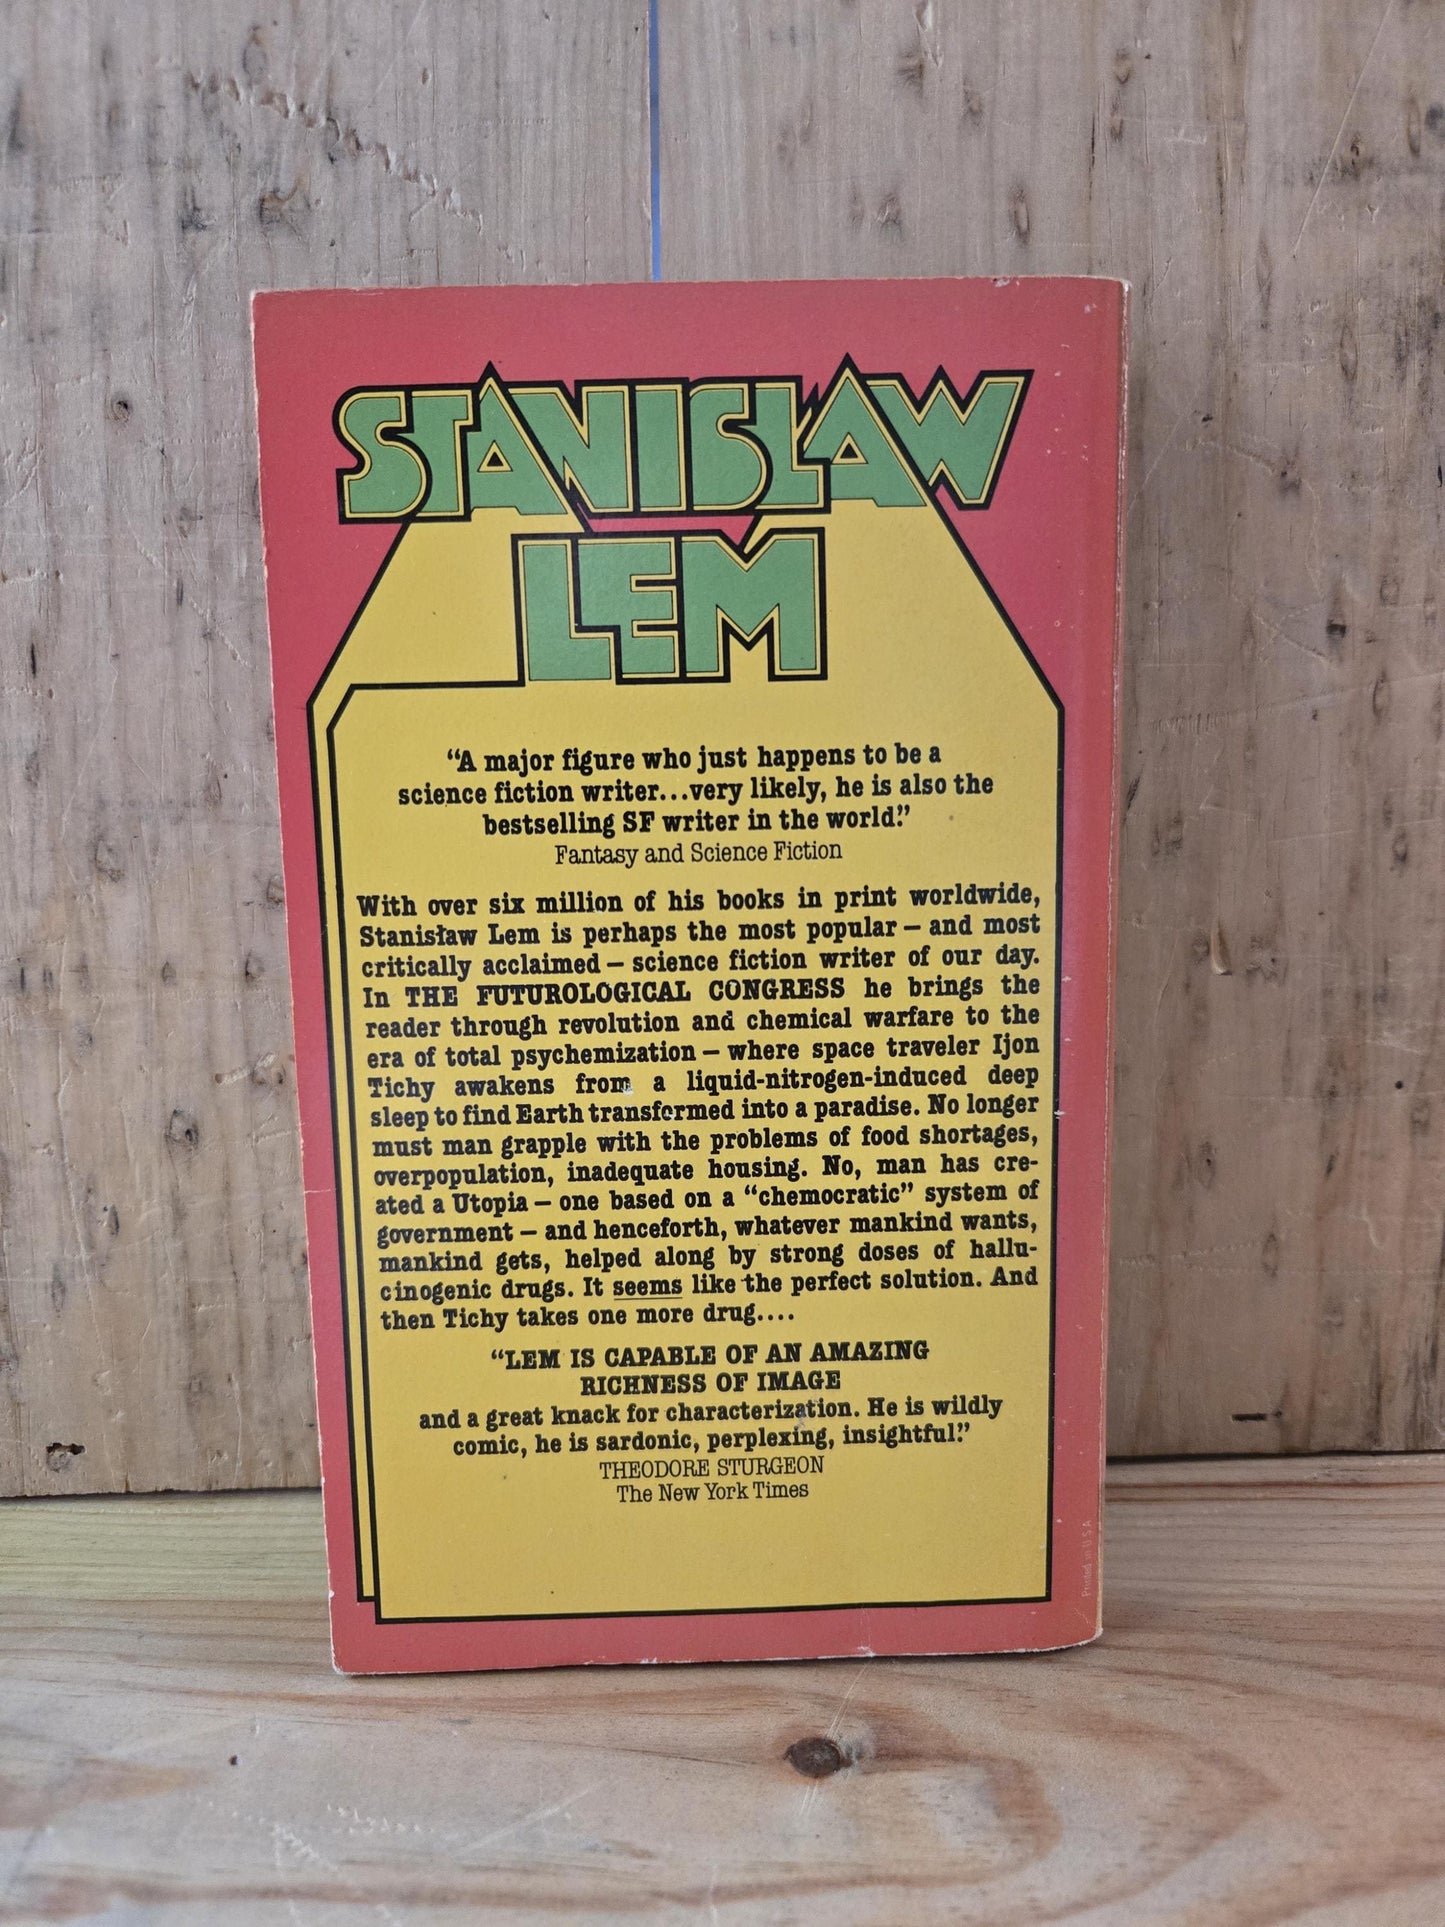 STANISŁAW
LEM
“A major figure who just happens to be a
science fiction writer...very likely, he is also the
bestselling SF writer in the world.”
Fantasy and Science Fiction
With over six million of his books in print worldwide,
Stanisław Lem is perhaps the most popular – and most
critically acclaimed – science fiction writer of our day.
In THE FUTUROLOGICAL CONGRESS he brings the
reader through revolution and chemical warfare to the
era of total psychemization – where space traveler Ijon
Tichy awakens from a liquid-nitrogen-induced deep
sleep to find Earth transformed into a paradise. No longer
must man grapple with the problems of food shortages,
overpopulation, inadequate housing. No, man has cre-
ated a Utopia – one based on a “chemocratic” system of
government – and henceforth, whatever mankind wants,
mankind gets, helped along by strong doses of hallu-
cinogenic drugs. It seems like the perfect solution. And
then Tichy takes one more drug....
“LEM IS CAPABLE OF AN AMAZING
RICHNESS OF IMAGE
and a great knack for characterization. He is wildly
comic, he is sardonic, perplexing, insightful.”
THEODORE STURGEON
The New York Times
Printed in U.S.A.